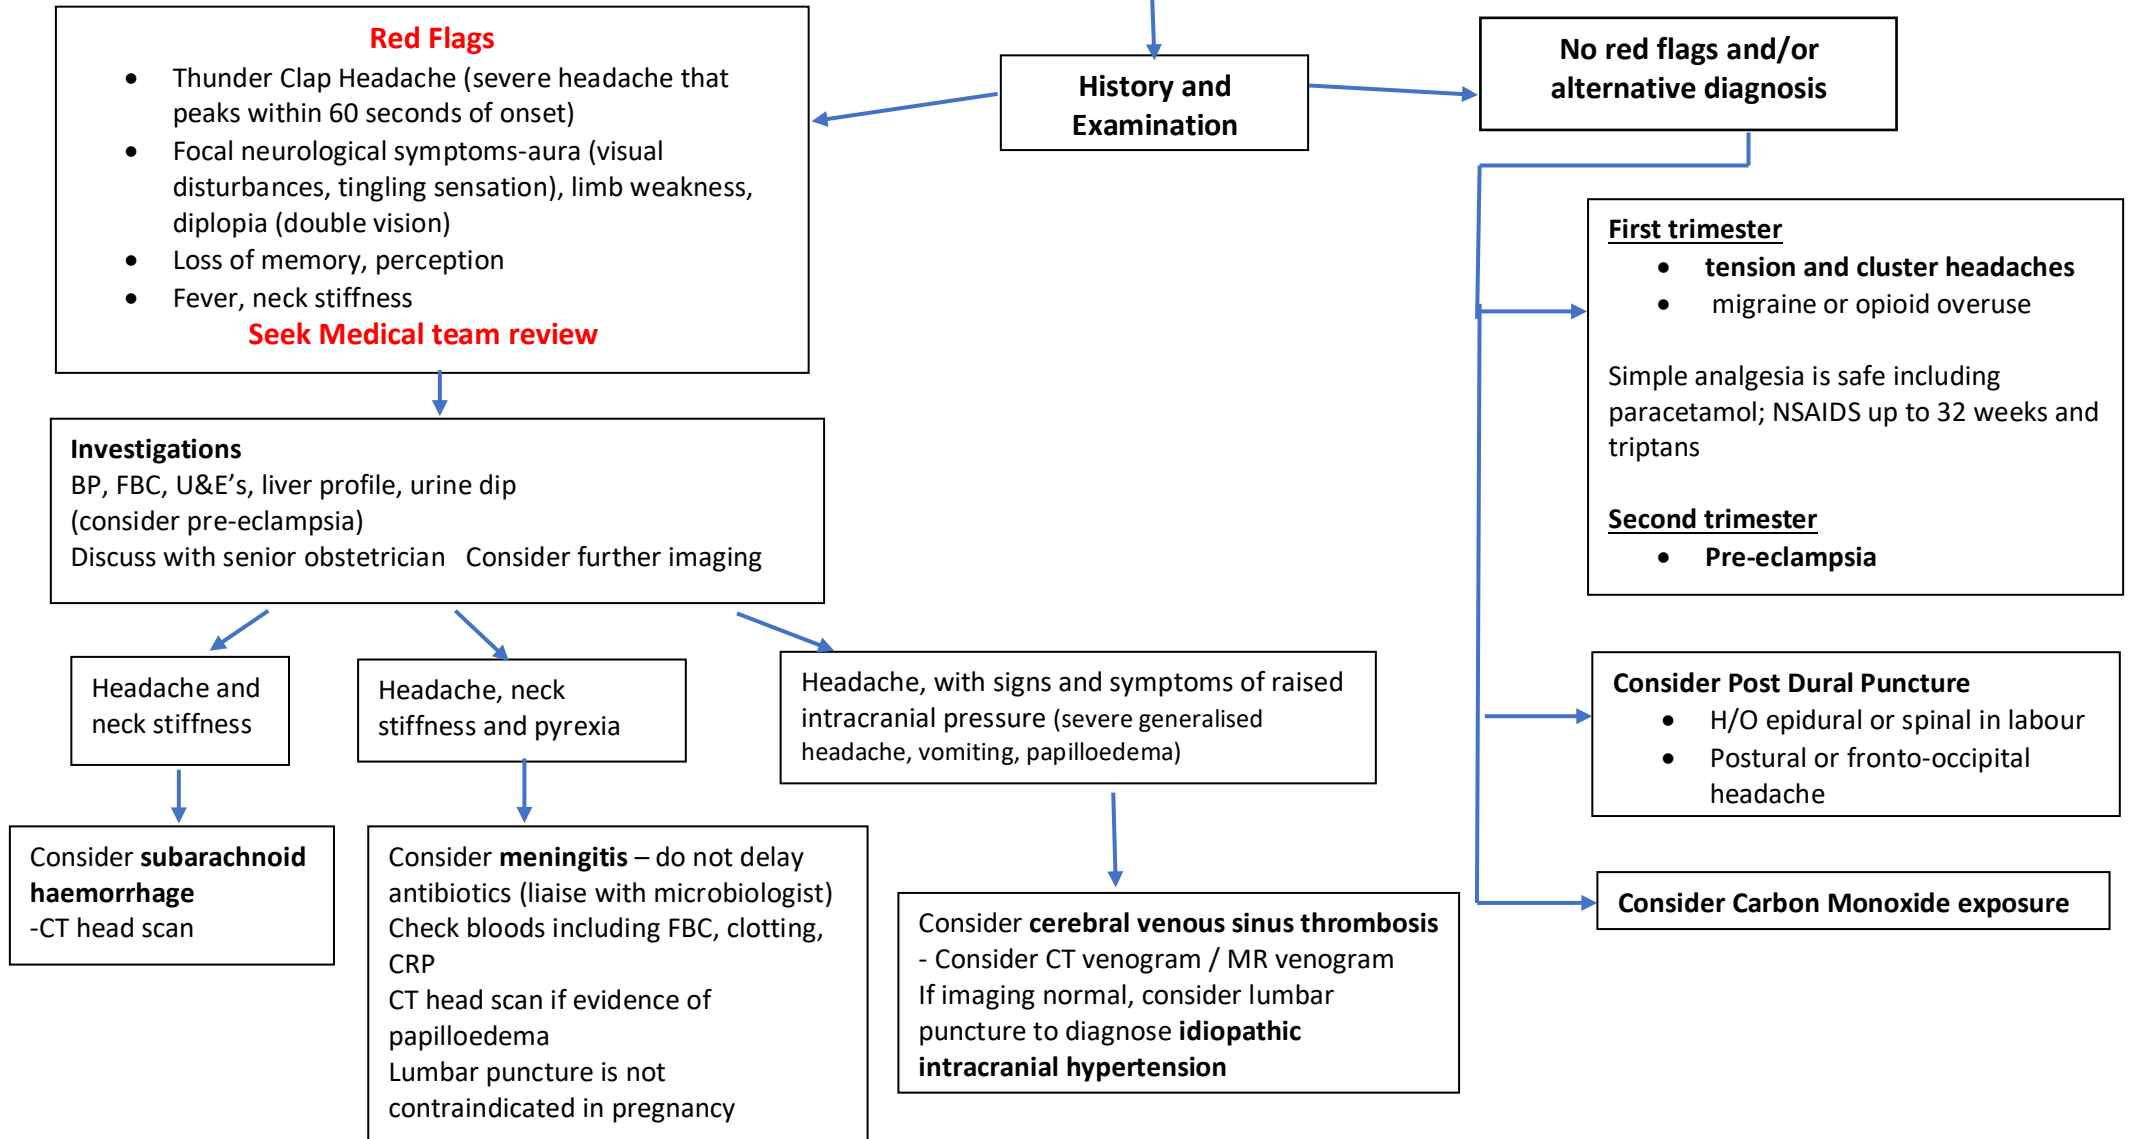 Red Flags
• Thunder Clap Headache (severe headache that
peaks within 60 seconds of onset)
• Focal neurological symptoms-aura (visual
disturbances, tingling sensation), limb weakness,
diplopia (double vision)
• Loss of memory, perception
• Fever, neck stiffness
Seek Medical team review
History and
Examination
No red flags and/or
alternative diagnosis
Investigations
BP, FBC, U&E’s, liver profile, urine dip
(consider pre-eclampsia)
Discuss with senior obstetrician   Consider further imaging
First trimester
• tension and cluster headaches
• migraine or opioid overuse
Simple analgesia is safe including
paracetamol; NSAIDS up to 32 weeks and
triptans
Second trimester
• Pre-eclampsia
Headache and
neck stiffness
Headache, neck
stiffness and pyrexia
Headache, with signs and symptoms of raised
intracranial pressure (severe generalised
headache, vomiting, papilloedema)
Consider Post Dural Puncture
• H/O epidural or spinal in labour
• Postural or fronto-occipital
headache
Consider subarachnoid
haemorrhage
-CT head scan
Consider meningitis – do not delay
antibiotics (liaise with microbiologist)
Check bloods including FBC, clotting,
CRP
CT head scan if evidence of
papilloedema
Lumbar puncture is not
contraindicated in pregnancy
Consider cerebral venous sinus thrombosis
- Consider CT venogram / MR venogram
If imaging normal, consider lumbar
puncture to diagnose idiopathic
intracranial hypertension
Consider Carbon Monoxide exposure